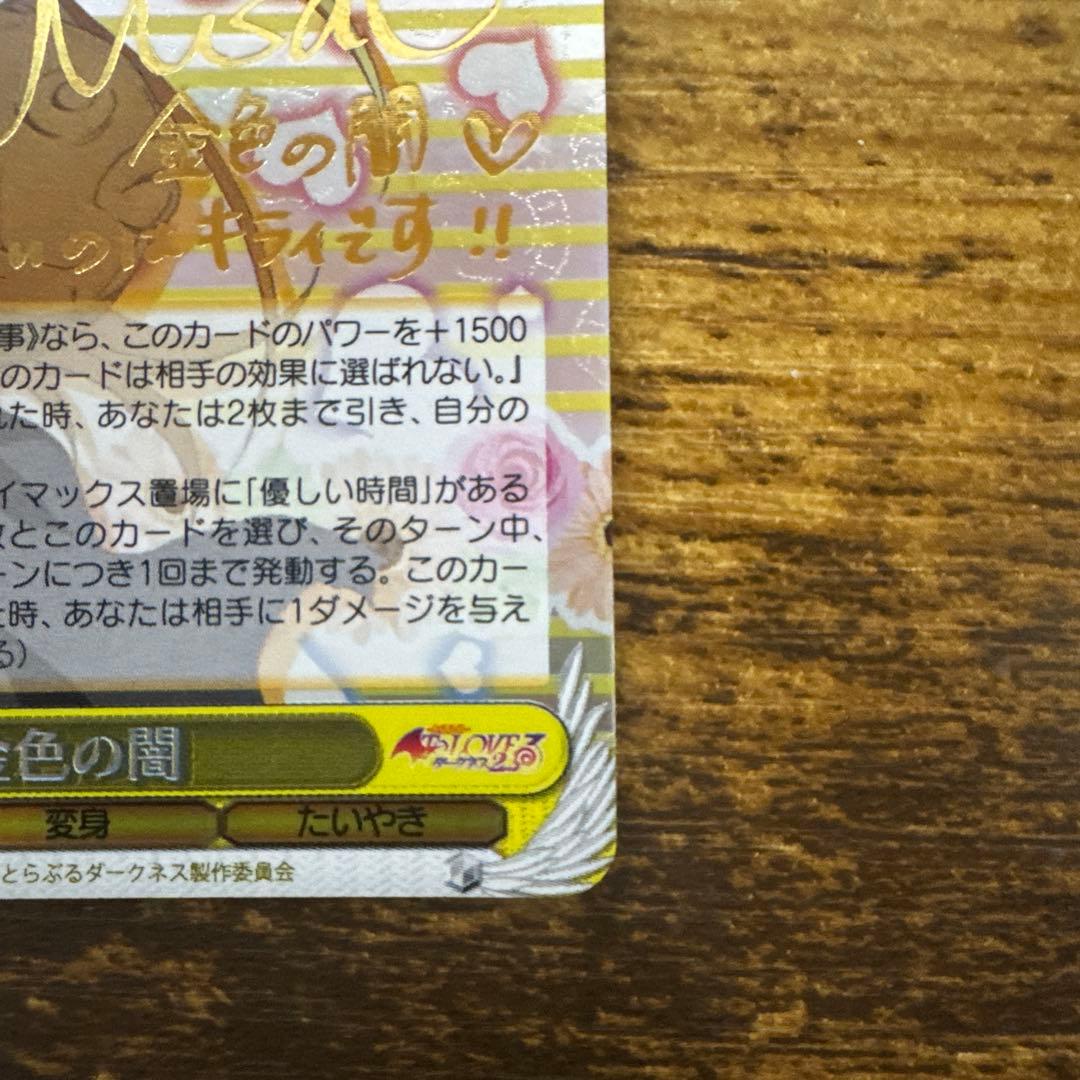 Misato
金色の闇♡
キライです!!
事》なら、このカードのパワーを+1500
のカードは相手の効果に選ばれない。』
れた時、あなたは2枚まで引き、自分の
イマックス置場に「優しい時間」がある
とこのカードを選び、そのターン中、
ーンにつき1回まで発動する。このカー
た時、あなたは相手に1ダメージを与え
る)
金色の闇
To LOVEる
ダークネス2nd
変身
たいやき
とらぶるダークネス製作委員会